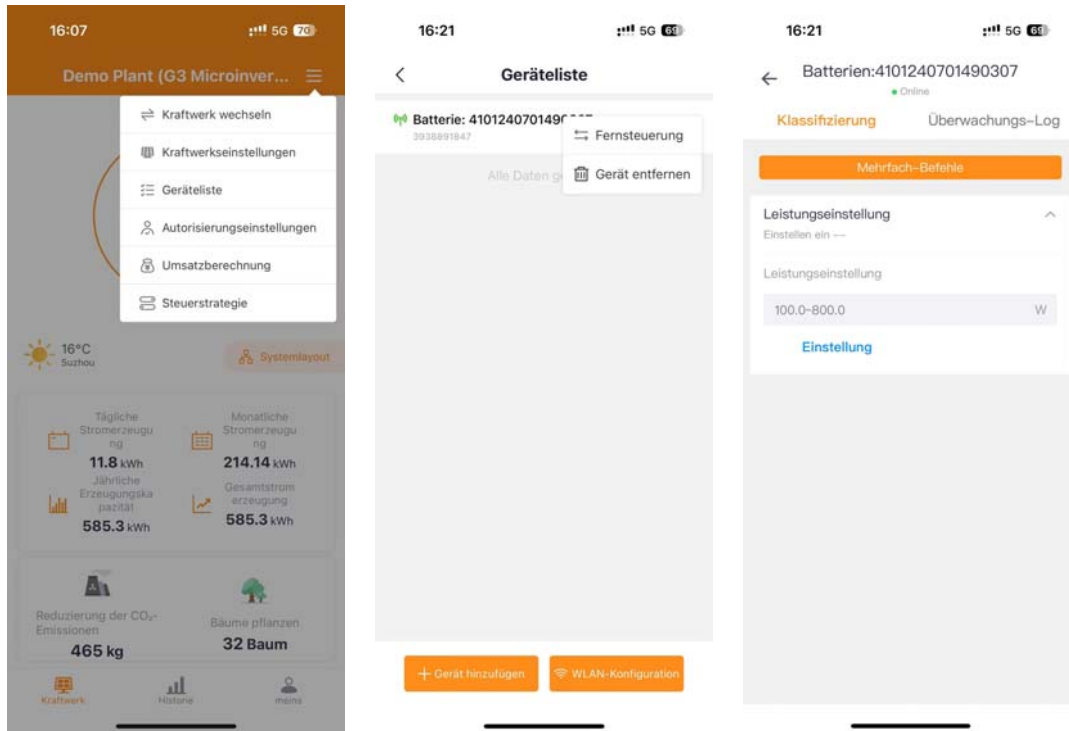 16:07
5G 70
Demo Plant (G3 Microinver...
Kraftwerk wechseln
Kraftwerkseinstellungen
Geräteliste
Autorisierungseinstellungen
Umsatzberechnung
Steuerstrategie
16°C
Suzhou
Systemlayout
Tägliche
Stromerzeugu
ng
11.8 kWh
Monatliche
Stromerzeugu
ng
214.14 kWh
Jährliche
Erzeugungska
pazität
585.3 kWh
Gesamtstrom
erzeugung
585.3 kWh
Reduzierung der CO₂-
Emissionen
465 kg
Bäume pflanzen
32 Baum
Kraftwerk
Historie
meins
16:21
5G 69
Geräteliste
Batterie: 4101240701490307
3938891847
Fernsteuerung
Gerät entfernen
Alle Daten g
Gerät hinzufügen
WLAN-Konfiguration
16:21
5G 69
Batterien:4101240701490307
Online
Klassifizierung
Überwachungs-Log
Mehrfach-Befehle
Leistungseinstellung
Einstellen ein --
Leistungseinstellung
100.0~800.0 W
Einstellung